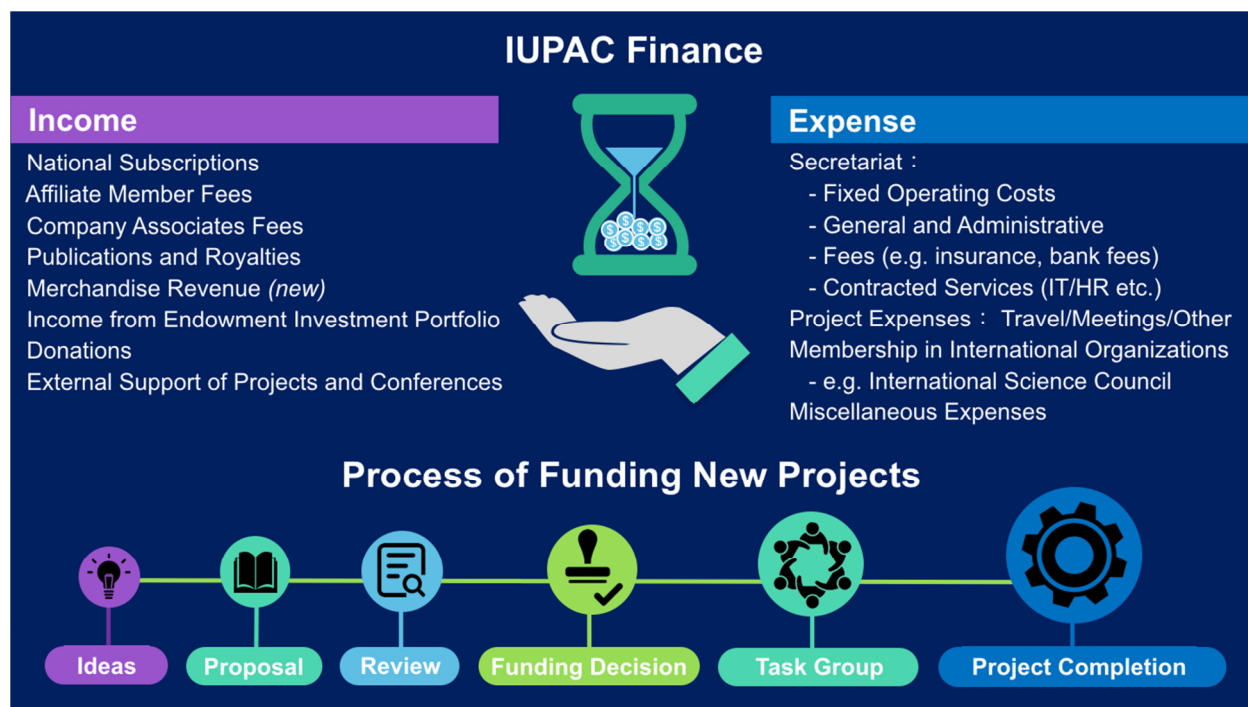 IUPAC Finance
Income
National Subscriptions
Affiliate Member Fees
Company Associates Fees
Publications and Royalties
Merchandise Revenue (new)
Income from Endowment Investment Portfolio
Donations
External Support of Projects and Conferences
Expense
Secretariat：
- Fixed Operating Costs
- General and Administrative
- Fees (e.g. insurance, bank fees)
- Contracted Services (IT/HR etc.)
Project Expenses： Travel/Meetings/Other
Membership in International Organizations
- e.g. International Science Council
Miscellaneous Expenses
Process of Funding New Projects
Ideas
Proposal
Review
Funding Decision
Task Group
Project Completion